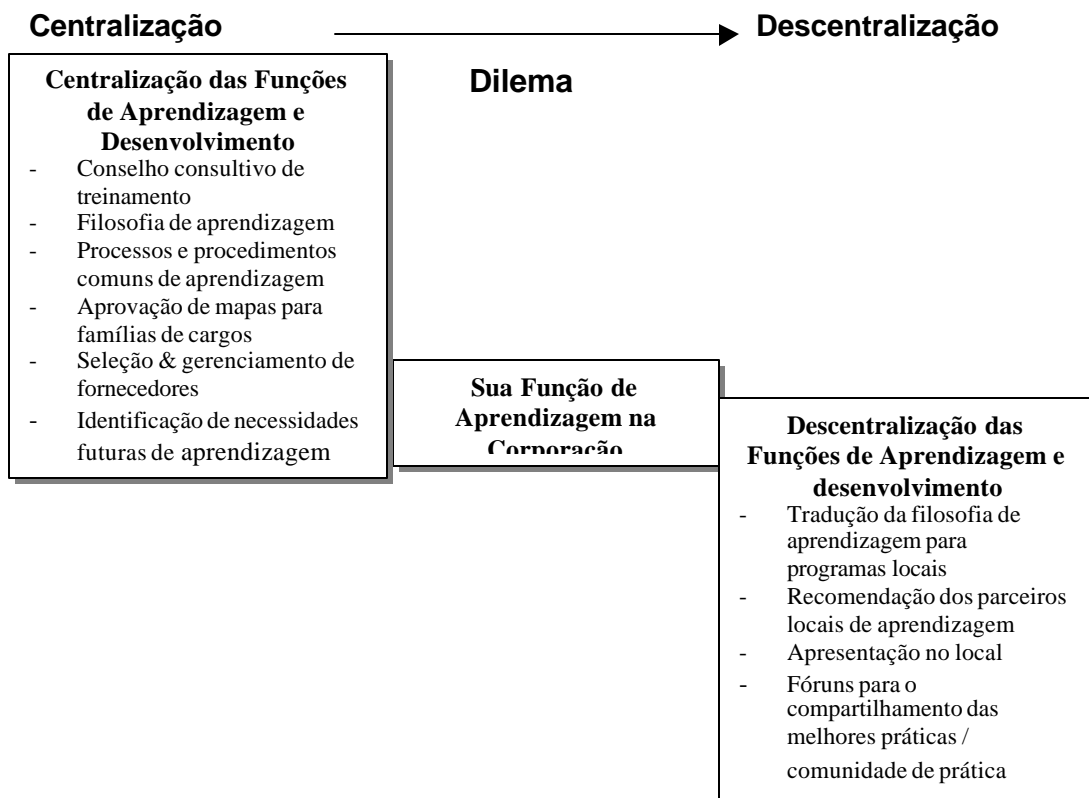 Centralização
Descentralização
Dilema
Centralização das Funções
de Aprendizagem e
Desenvolvimento
- Conselho consultivo de
treinamento
- Filosofia de aprendizagem
- Processos e procedimentos
comuns de aprendizagem
- Aprovação de mapas para
famílias de cargos
- Seleção & gerenciamento de
fornecedores
- Identificação de necessidades
futuras de aprendizagem
Sua Função de
Aprendizagem na
Corporação
Descentralização das
Funções de Aprendizagem e
desenvolvimento
- Tradução da filosofia de
aprendizagem para
programas locais
- Recomendação dos parceiros
locais de aprendizagem
- Apresentação no local
- Fóruns para o
compartilhamento das
melhores práticas /
comunidade de prática